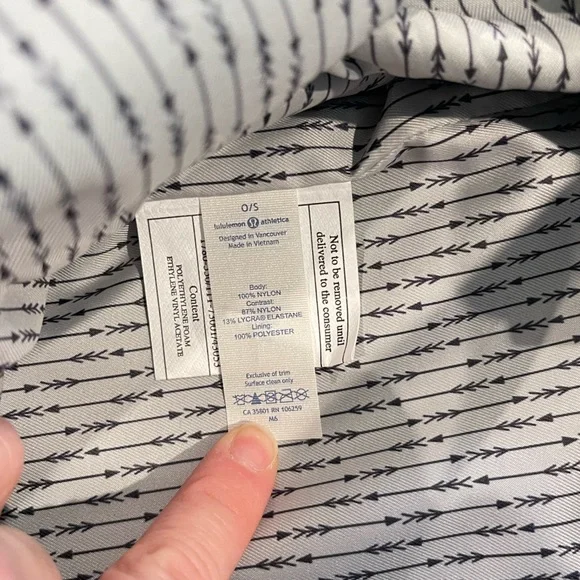 O/S
lululemon athletica
Designed in Vancouver
Made in Vietnam
Body:
100% NYLON
Contrast:
87% NYLON
13% LYCRA® ELASTANE
Lining:
100% POLYESTER
Exclusive of trim
Surface clean only
CA 35801 RN 106259
M6
Not to be removed until
delivered to the consumer
Content
POLYETHYLENE FOAM
ETHYLENE VINYL ACETATE